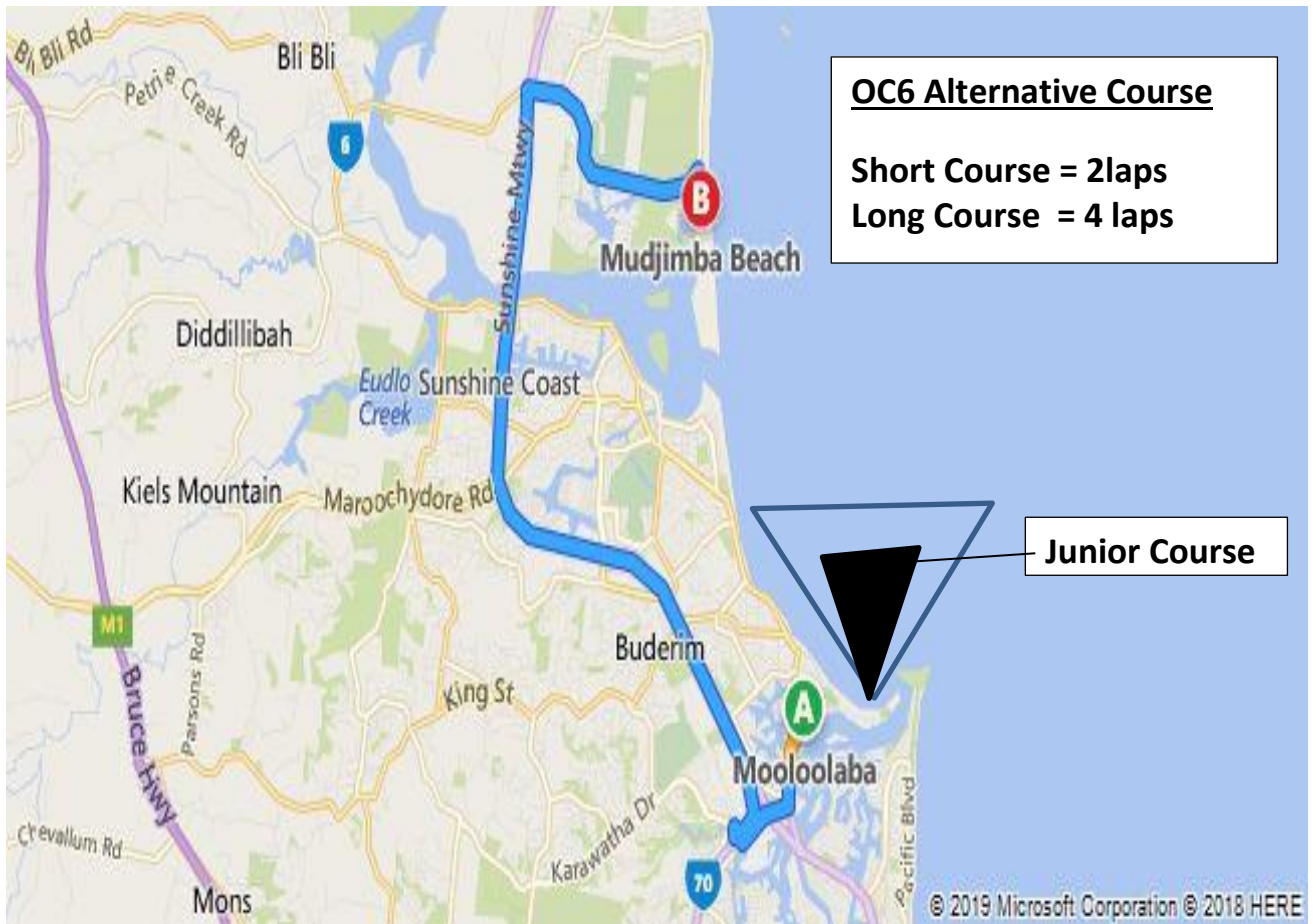 Bli Bli Rd
Bli Bli
Petrie Creek Rd
6
Sunshine Mtwy
OC6 Alternative Course
Short Course = 2laps
Long Course = 4 laps
B
Mudjimba Beach
Diddillibah
Eudlo
Creek
Sunshine Coast
Kiels Mountain
Maroochydore Rd
Junior Course
M1
Parsons Rd
Buderim
Bruce Hwy
King St
A
Mooloolaba
Chevallum Rd
Karawatha Dr
Pacific Blvd
Mons
70
© 2019 Microsoft Corporation © 2018 HERE